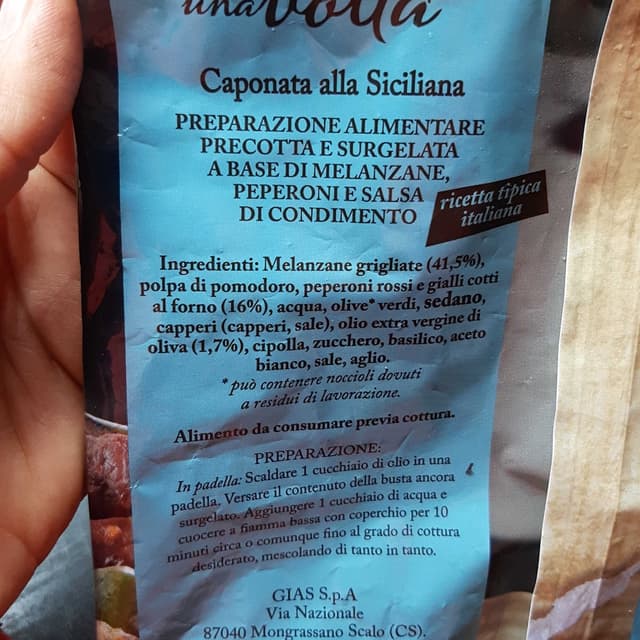 una volta
Caponata alla Siciliana
PREPARAZIONE ALIMENTARE
PRECOTTA E SURGELATA
A BASE DI MELANZANE,
PEPERONI E SALSA
DI CONDIMENTO
ricetta tipica
italiana
Ingredienti: Melanzane grigliate (41,5%),
polpa di pomodoro, peperoni rossi e gialli cotti
al forno (16%), acqua, olive* verdi, sedano,
capperi (capperi, sale), olio extra vergine di
oliva (1,7%), cipolla, zucchero, basilico, aceto
bianco, sale, aglio.
*può contenere noccioli dovuti
a residui di lavorazione.
Alimento da consumare previa cottura.
PREPARAZIONE:
In padella: Scaldare 1 cucchiaio di olio in una
padella. Versare il contenuto della busta ancora
surgelato. Aggiungere 1 cucchiaio di acqua e
cuocere a fiamma bassa con coperchio per 10
minuti circa o comunque fino al grado di cottura
desiderato, mescolando di tanto in tanto.
GIAS S.p.A
Via Nazionale
87040 Mongrassano Scalo (CS).